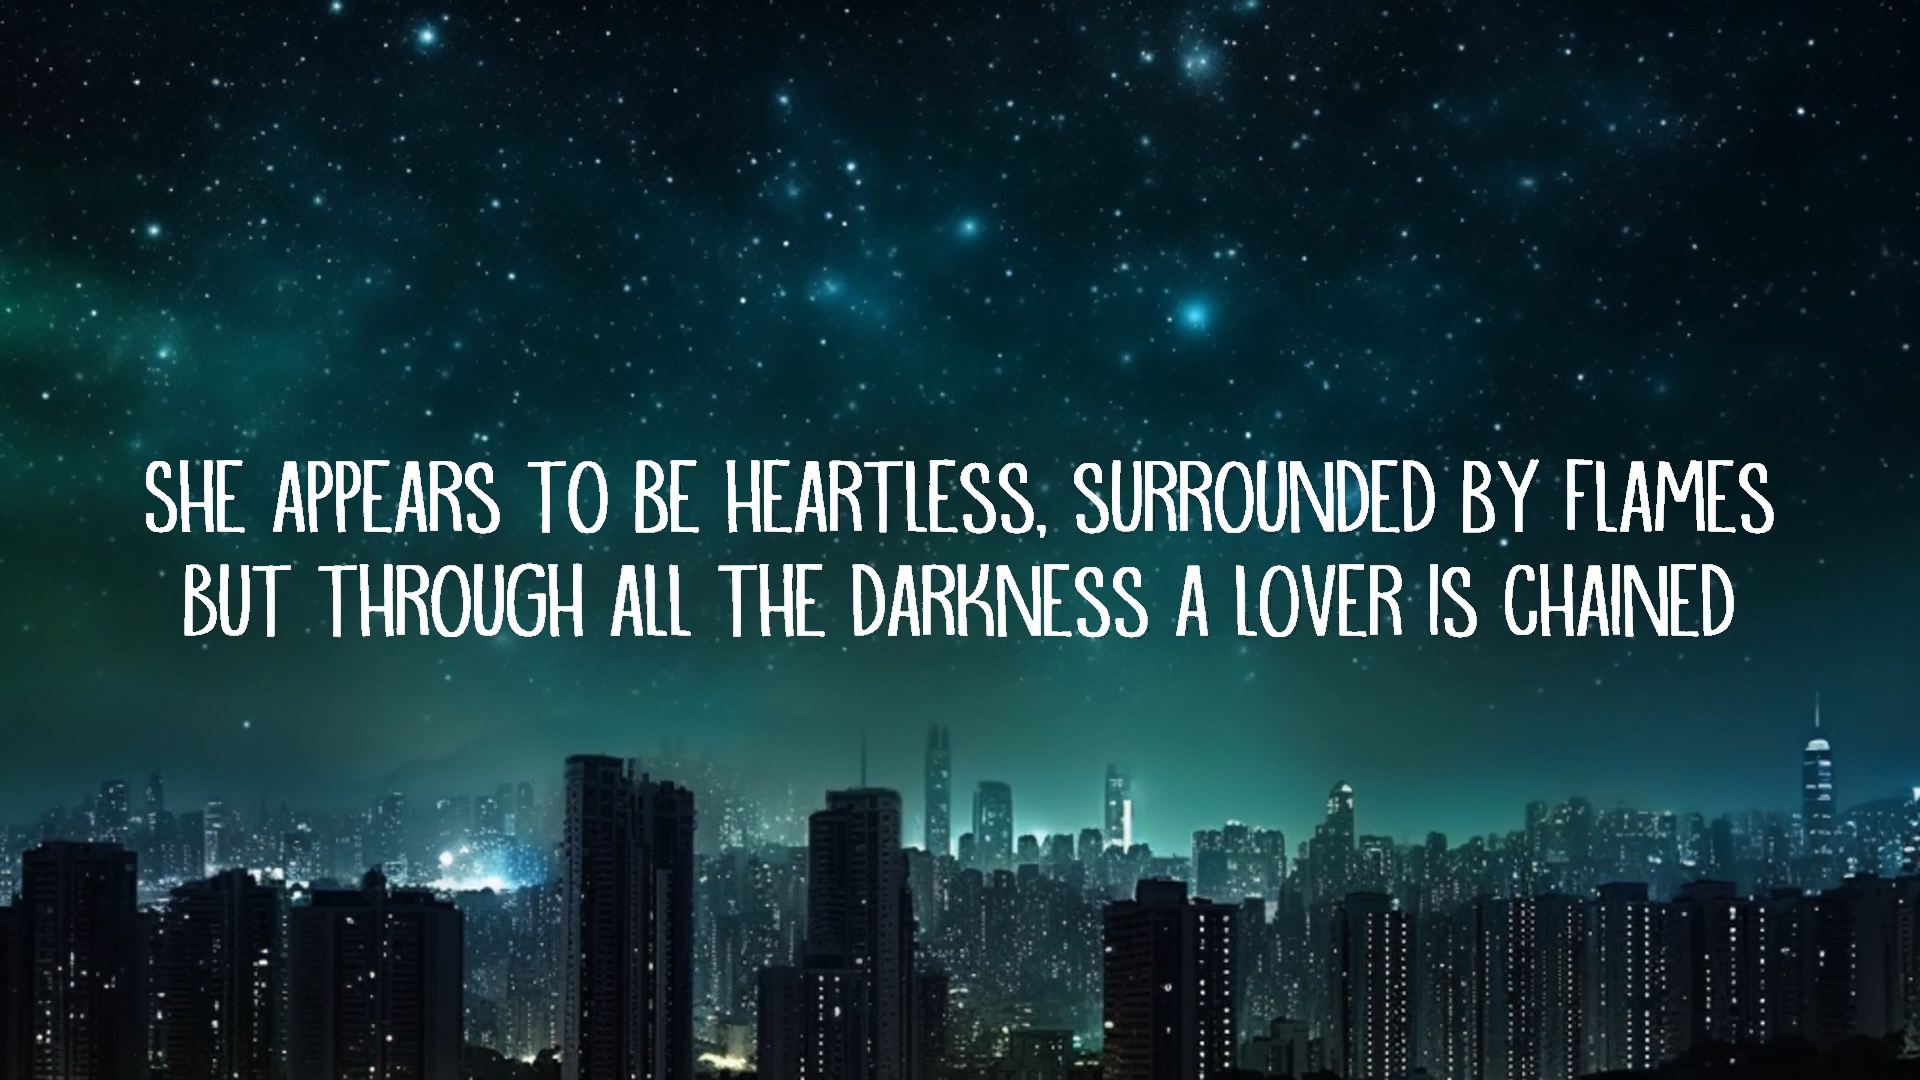 SHE APPEARS TO BE HEARTLESS, SURROUNDED BY FLAMES
BUT THROUGH ALL THE DARKNESS A LOVER IS CHAINED